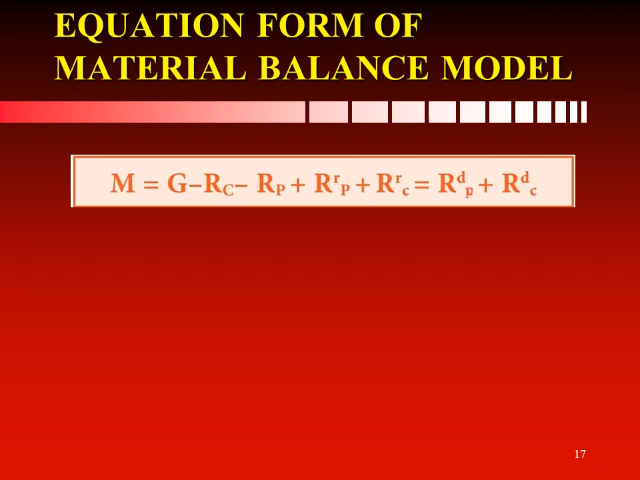 EQUATION FORM OF
MATERIAL BALANCE MODEL
M = G–R_C– R_P + R^r_P + R^r_c = R^d_p + R^d_c
17